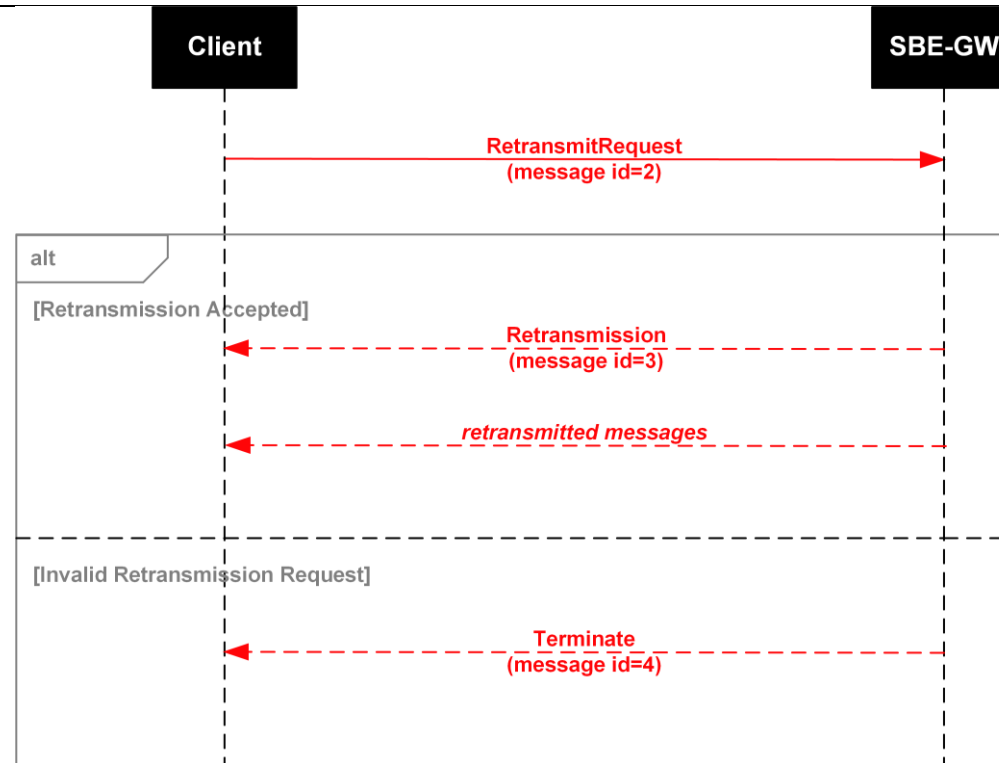 Client
SBE-GW
RetransmitRequest
(message id=2)
alt
[Retransmission Accepted]
Retransmission
(message id=3)
retransmitted messages
[Invalid Retransmission Request]
Terminate
(message id=4)